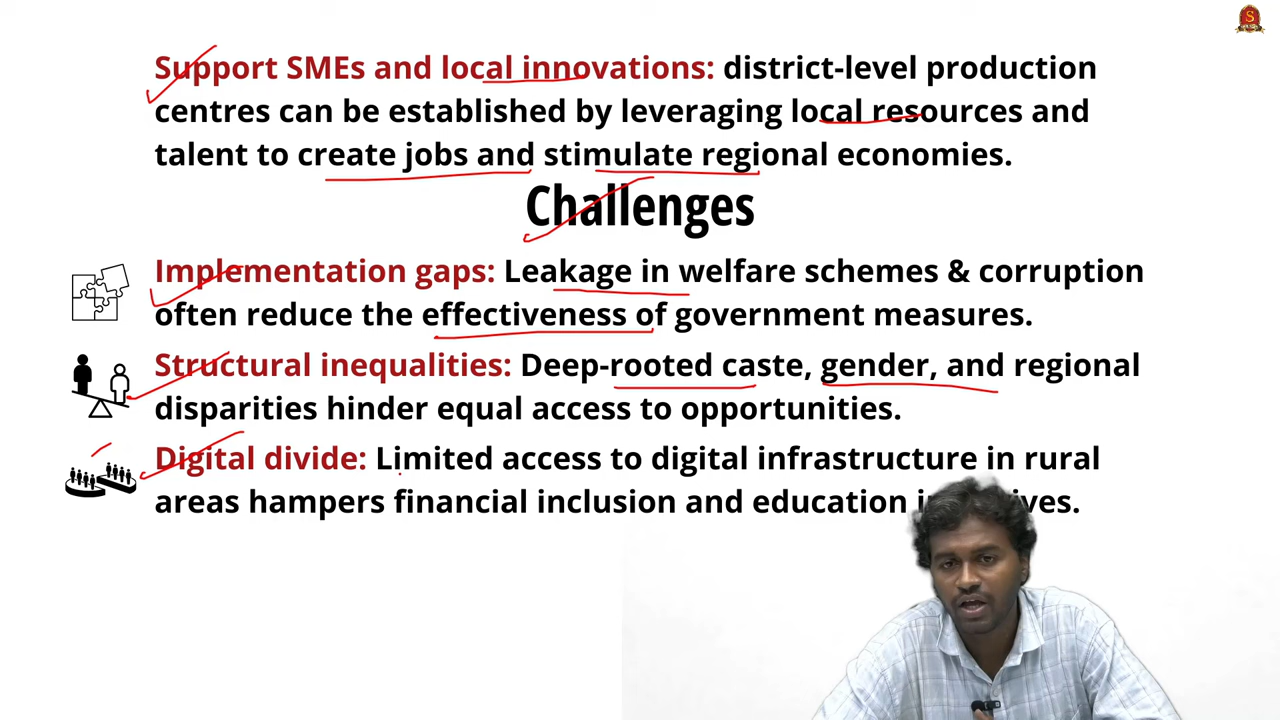 Support SMEs and local innovations: district-level production
centres can be established by leveraging local resources and
talent to create jobs and stimulate regional economies.
Challenges
Implementation gaps: Leakage in welfare schemes & corruption
often reduce the effectiveness of government measures.
Structural inequalities: Deep-rooted caste, gender, and regional
disparities hinder equal access to opportunities.
Digital divide: Limited access to digital infrastructure in rural
areas hampers financial inclusion and education